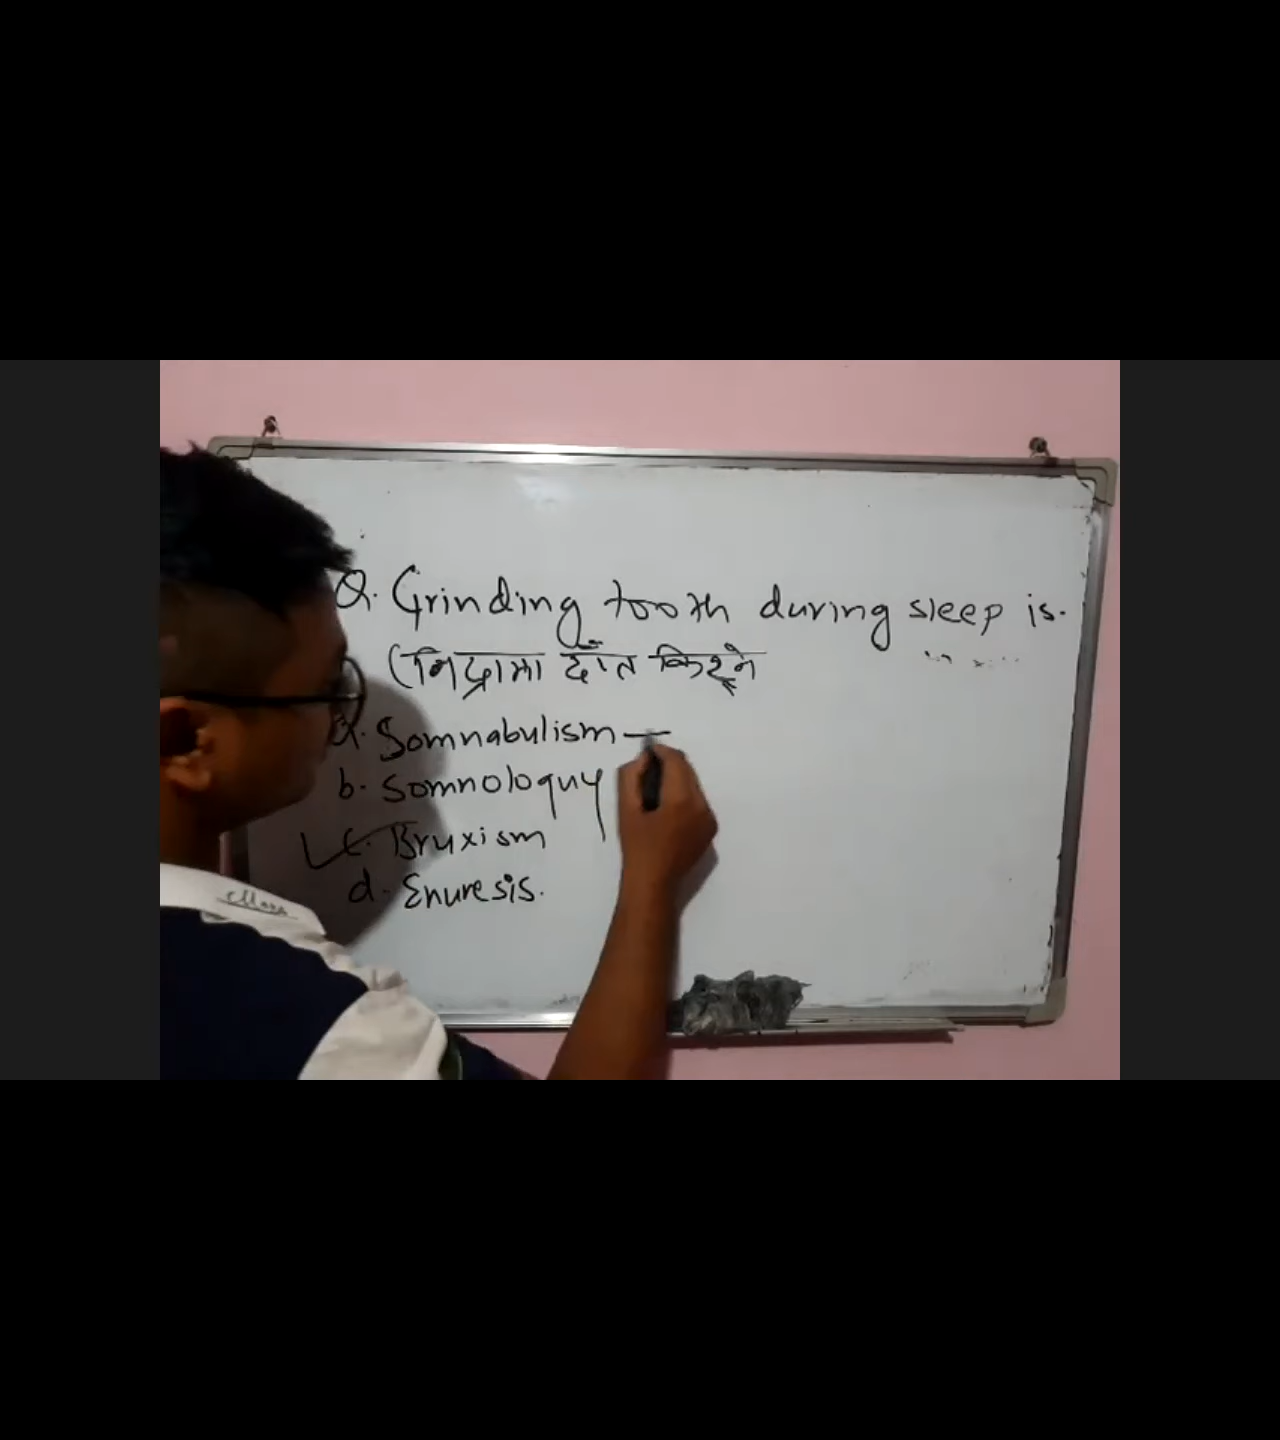 Q. Grinding tooth during sleep is.
(निद्रामा दाँत किट्ने
a. Somnabulism —
b. Somnoloquy
c. Bruxism
d. Enuresis.